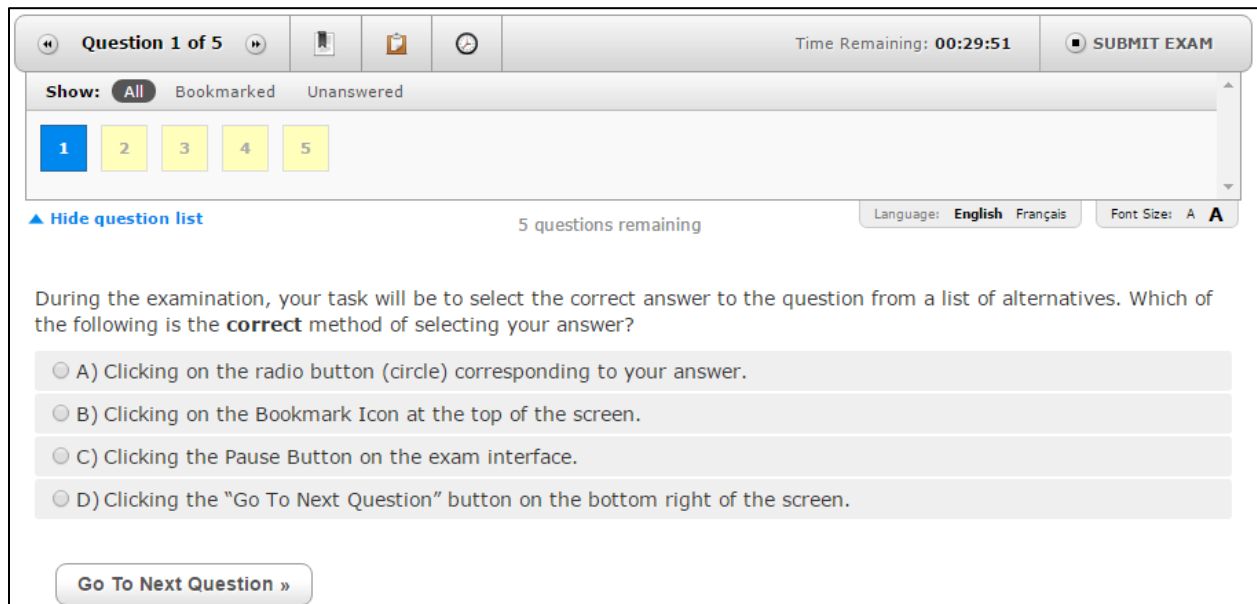 Question 1 of 5
Time Remaining: 00:29:51
SUBMIT EXAM
Show: All Bookmarked Unanswered
1 2 3 4 5
Hide question list
5 questions remaining
Language: English Français
Font Size: A A
During the examination, your task will be to select the correct answer to the question from a list of alternatives. Which of
the following is the correct method of selecting your answer?
A) Clicking on the radio button (circle) corresponding to your answer.
B) Clicking on the Bookmark Icon at the top of the screen.
C) Clicking the Pause Button on the exam interface.
D) Clicking the “Go To Next Question” button on the bottom right of the screen.
Go To Next Question »